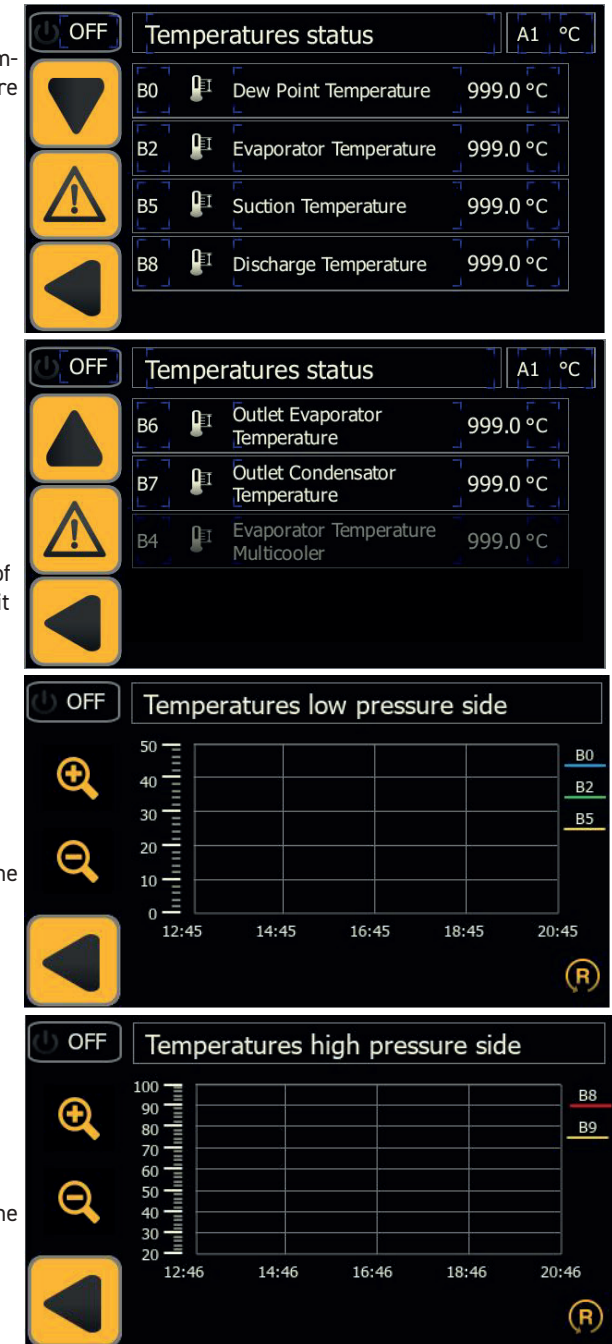 OFF Temperatures status A1 °C
B0 Dew Point Temperature 999.0 °C
B2 Evaporator Temperature 999.0 °C
B5 Suction Temperature 999.0 °C
B8 Discharge Temperature 999.0 °C
OFF Temperatures status A1 °C
B6 Outlet Evaporator
Temperature 999.0 °C
B7 Outlet Condensator
Temperature 999.0 °C
B4 Evaporator Temperature
Multicooler 999.0 °C
OFF Temperatures low pressure side
50
40
30
20
10
0
12:45 14:45 16:45 18:45 20:45
B0
B2
B5
R
OFF Temperatures high pressure side
100
90
80
70
60
50
40
30
20
12:46 14:46 16:46 18:46 20:46
B8
B9
R